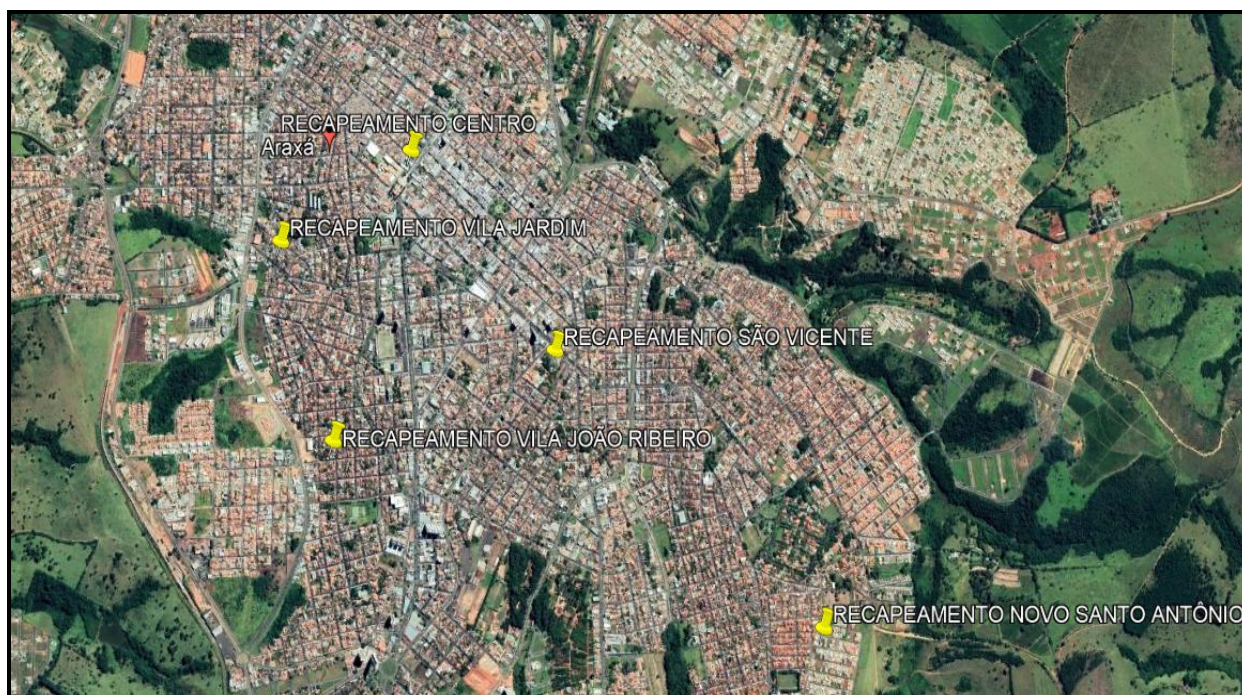 RECAPEAMENTO CENTRO
Araxá
RECAPEAMENTO VILA JARDIM
RECAPEAMENTO SÃO VICENTE
RECAPEAMENTO VILA JOÃO RIBEIRO
RECAPEAMENTO NOVO SANTO ANTÔNIO